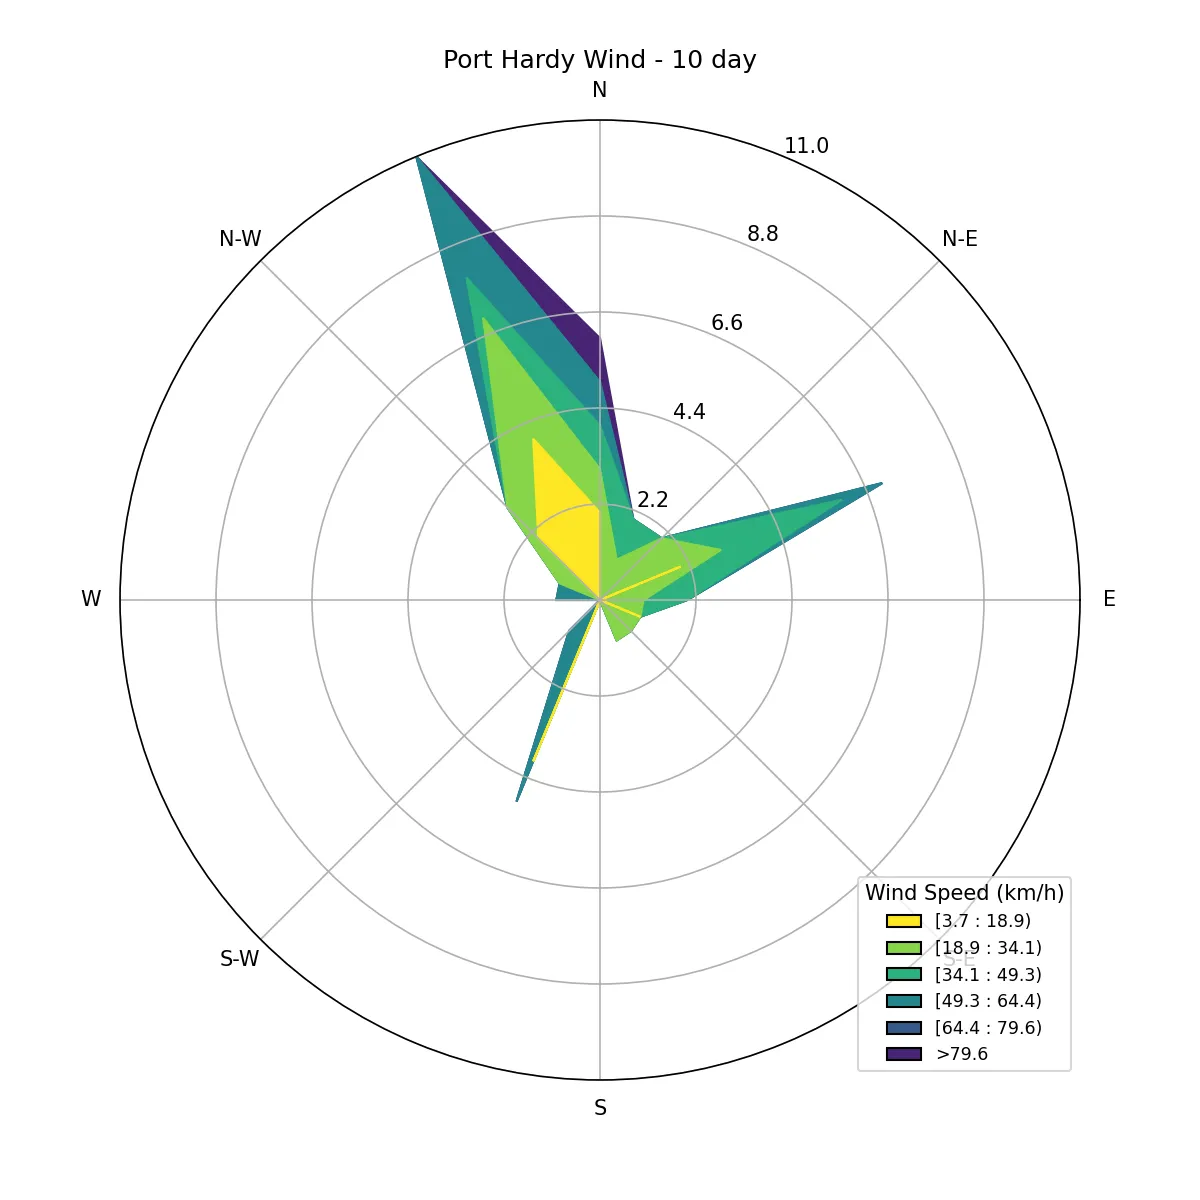 Port Hardy Wind - 10 day
N
11.0
N-W
8.8
N-E
6.6
4.4
2.2
W
E
Wind Speed (km/h)
[3.7 : 18.9)
[18.9 : 34.1)
S-W
S-E
[34.1 : 49.3)
[49.3 : 64.4)
[64.4 : 79.6)
>79.6
S